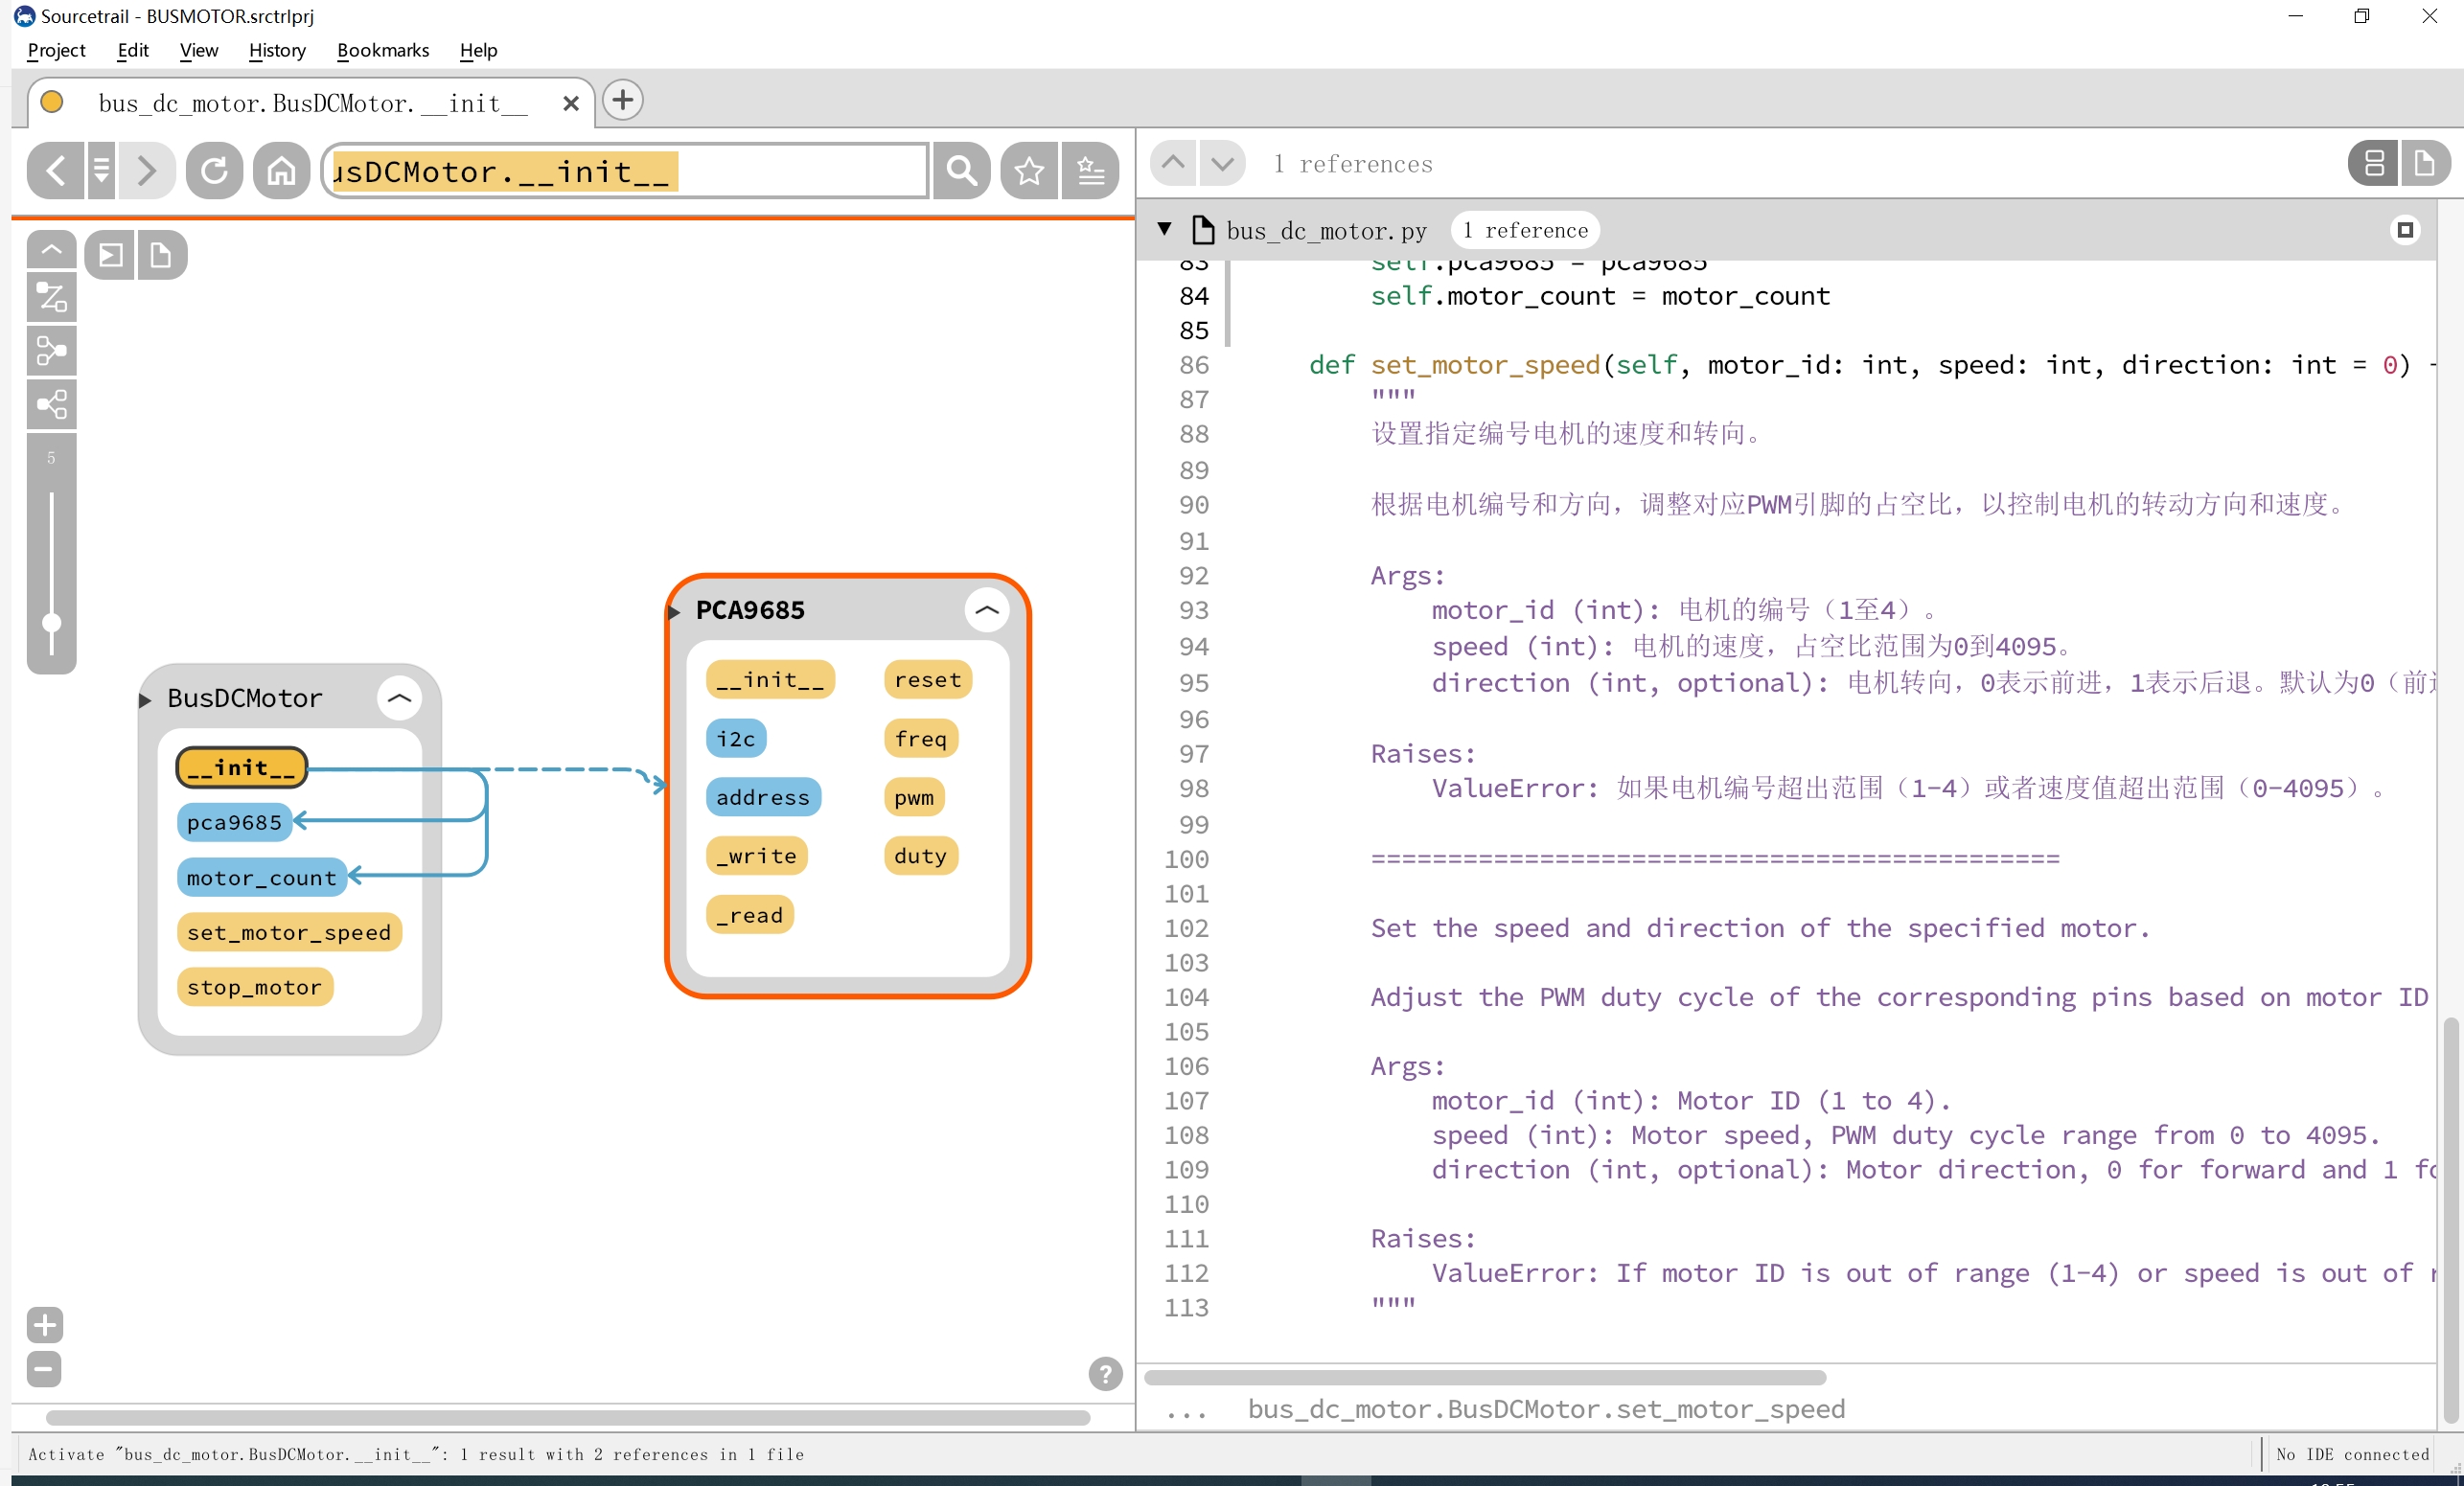 Sourcetrail - BUSMOTOR.srctrlprj
Project Edit View History Bookmarks Help
bus_dc_motor.BusDCMotor.__init__
usDCMotor.__init__
1 references
bus_dc_motor.py 1 reference
5
BusDCMotor
__init__
pca9685
motor_count
set_motor_speed
stop_motor
PCA9685
__init__ reset
i2c freq
address pwm
_write duty
_read
83 self.pca9685 = pca9685
84 self.motor_count = motor_count
85
86 def set_motor_speed(self, motor_id: int, speed: int, direction: int = 0) -
87 """
88 设置指定编号电机的速度和转向。
89
90 根据电机编号和方向，调整对应PWM引脚的占空比，以控制电机的转动方向和速度。
91
92 Args:
93 motor_id (int): 电机的编号（1至4）。
94 speed (int): 电机的速度，占空比范围为0到4095。
95 direction (int, optional): 电机转向，0表示前进，1表示后退。默认为0（前
96
97 Raises:
98 ValueError: 如果电机编号超出范围（1-4）或者速度值超出范围（0-4095）。
99
100 =============================================
101
102 Set the speed and direction of the specified motor.
103
104 Adjust the PWM duty cycle of the corresponding pins based on motor ID
105
106 Args:
107 motor_id (int): Motor ID (1 to 4).
108 speed (int): Motor speed, PWM duty cycle range from 0 to 4095.
109 direction (int, optional): Motor direction, 0 for forward and 1
110
111 Raises:
112 ValueError: If motor ID is out of range (1-4) or speed is out of
113 """
... bus_dc_motor.BusDCMotor.set_motor_speed
?
Activate "bus_dc_motor.BusDCMotor.__init__": 1 result with 2 references in 1 file
No IDE connected